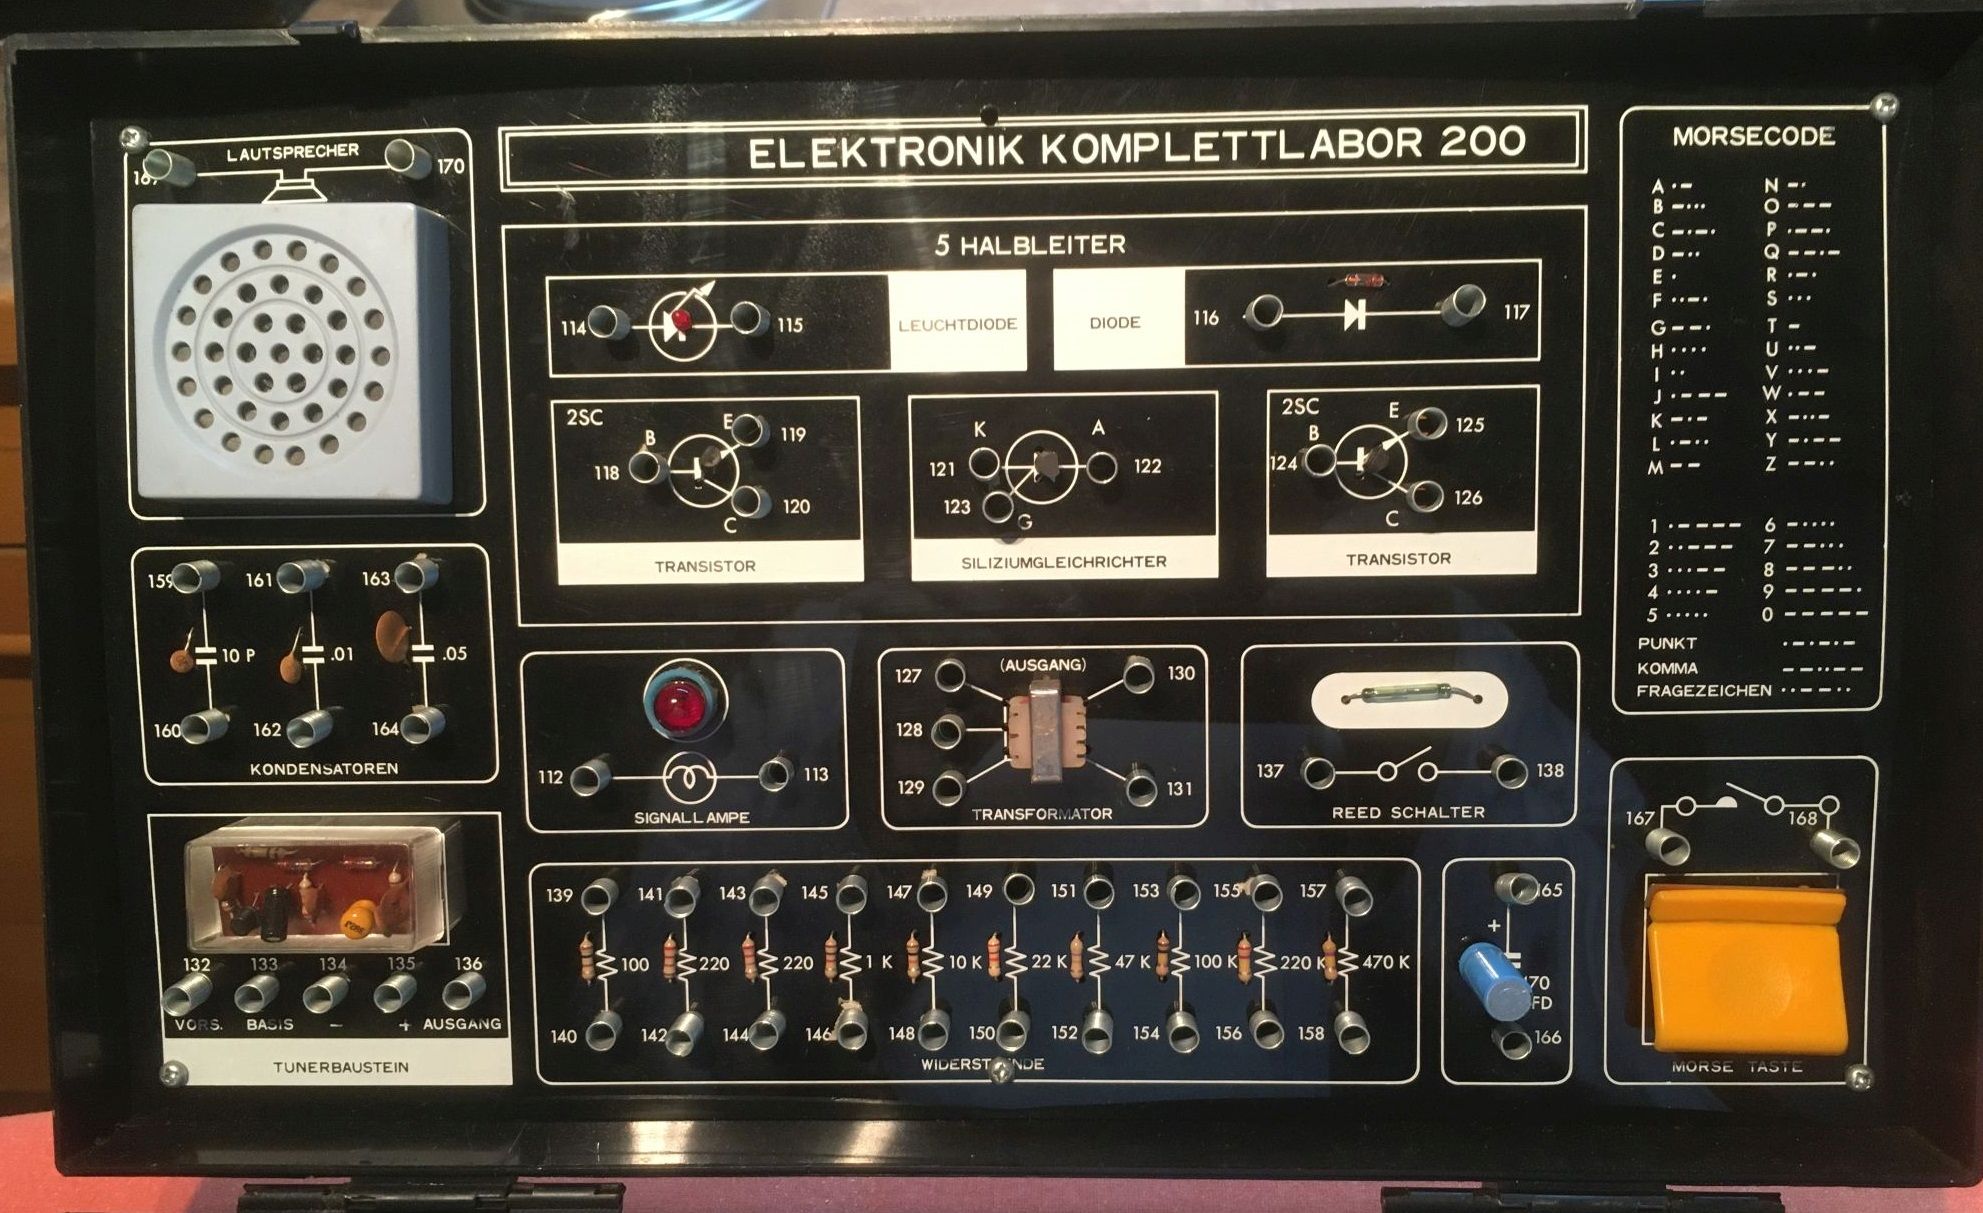 ELEKTRONIK KOMPLETTLABOR 200
LAUTSPRECHER
170
5 HALBLEITER
114
115
LEUCHTDIODE
DIODE
116
117
2SC
B
E
C
118
119
120
TRANSISTOR
K
A
G
121
122
123
SILIZIUMGLEICHRICHTER
2SC
B
E
C
124
125
126
TRANSISTOR
MORSECODE
A ·— N —·
B —··· O ———
C —·—· P ·——·
D —·· Q ——·—
E · R ·—·
F ··—· S ···
G ——· T —
H ···· U ··—
I ·· V ···—
J ·——— W ·——
K —·— X —··—
L ·—·· Y —·——
M —— Z ——··
1 ·———— 6 —····
2 ··——— 7 ——···
3 ···—— 8 ———··
4 ····— 9 ————·
5 ····· 0 —————
PUNKT ·—·—·—
KOMMA ——··——
FRAGEZEICHEN ··——··
159 161 163
10 P .01 .05
160 162 164
KONDENSATOREN
112
113
SIGNALLAMPE
127
(AUSGANG)
130
128
129
131
TRANSFORMATOR
137
138
REED SCHALTER
167
168
MORSE TASTE
132 133 134 135 136
VORS. BASIS — + AUSGANG
TUNERBAUSTEIN
139 141 143 145 147 149 151 153 155 157
100 220 220 1 K 10 K 22 K 47 K 100 K 220 K 470 K
140 142 144 146 148 150 152 154 156 158
+
166